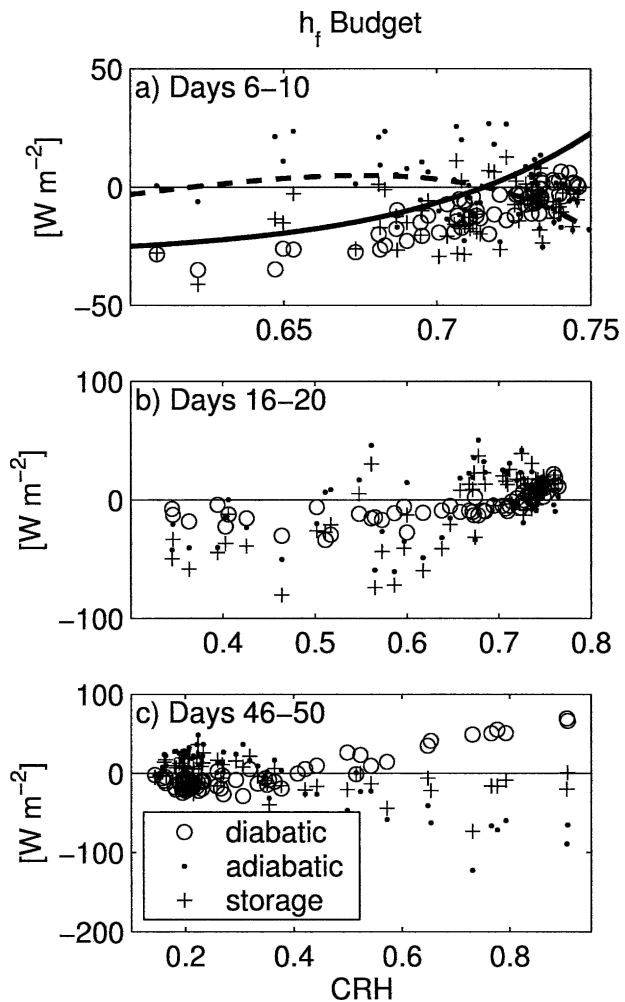 h_f Budget
50
a) Days 6−10
0
[W m⁻²]
−50
0.65
0.7
0.75
100
b) Days 16−20
0
[W m⁻²]
−100
0.4
0.5
0.6
0.7
0.8
100
c) Days 46−50
0
[W m⁻²]
−100
diabatic
adiabatic
storage
−200
0.2
0.4
0.6
0.8
CRH